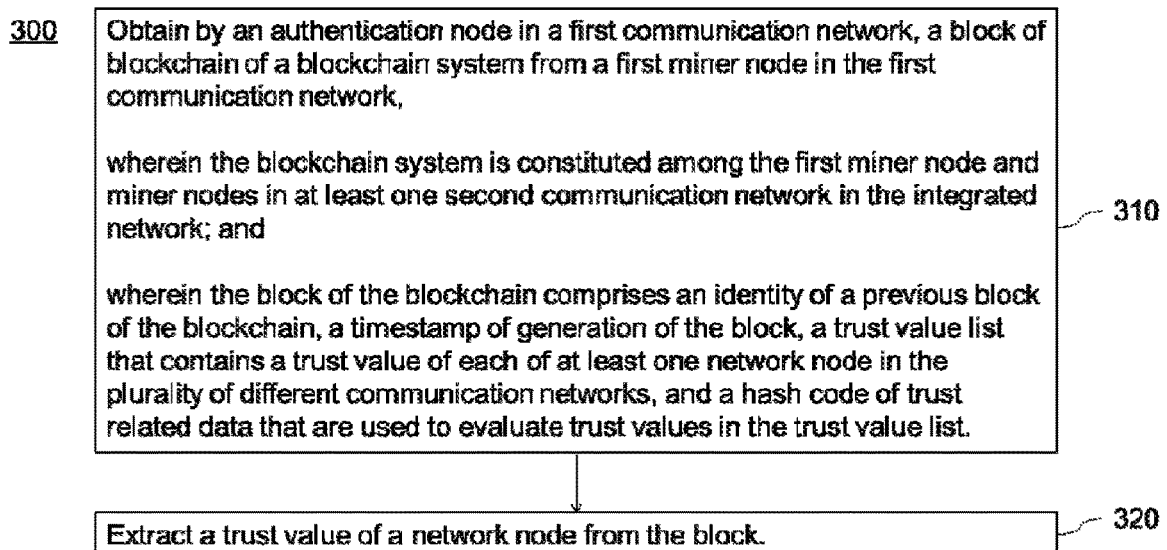 300
Obtain by an authentication node in a first communication network, a block of
blockchain of a blockchain system from a first miner node in the first
communication network,
wherein the blockchain system is constituted among the first miner node and
miner nodes in at least one second communication network in the integrated
network; and
310
wherein the block of the blockchain comprises an identity of a previous block
of the blockchain, a timestamp of generation of the block, a trust value list
that contains a trust value of each of at least one network node in the
plurality of different communication networks, and a hash code of trust
related data that are used to evaluate trust values in the trust value list.
320
Extract a trust value of a network node from the block.